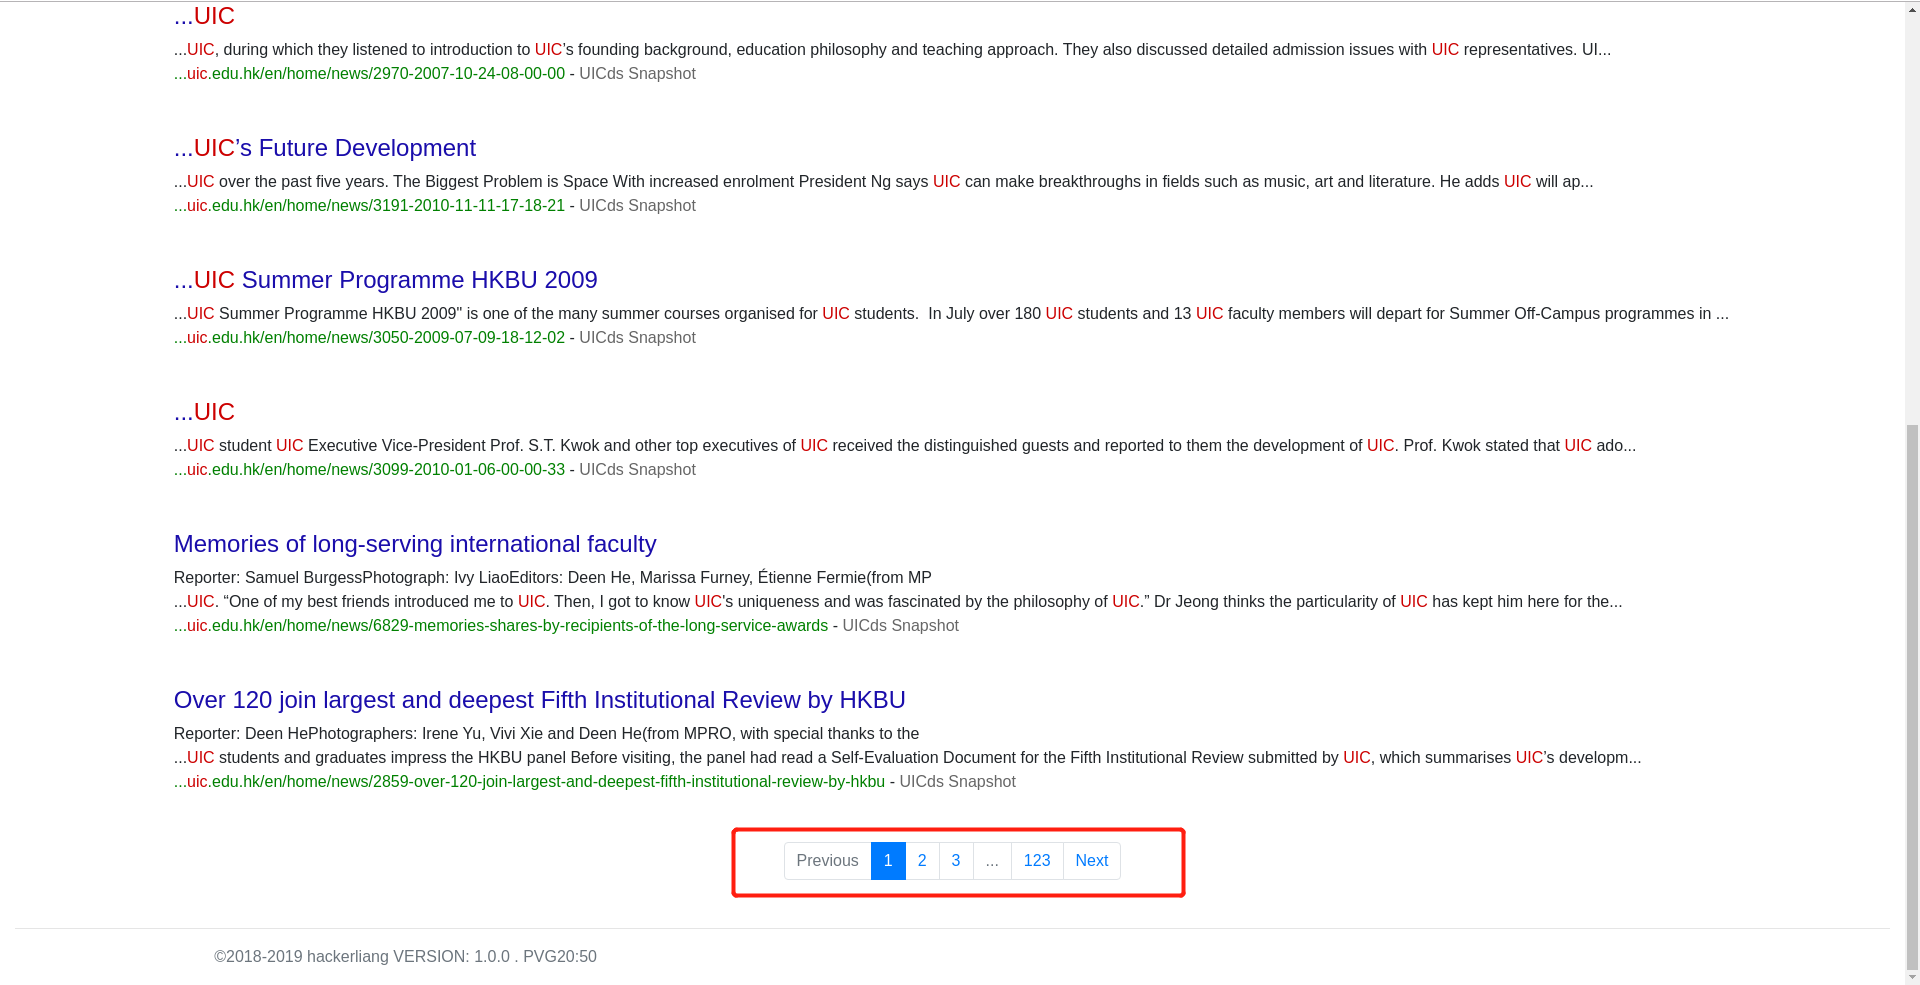 ...UIC
...UIC, during which they listened to introduction to UIC’s founding background, education philosophy and teaching approach. They also discussed detailed admission issues with UIC representatives. UI...
...uic.edu.hk/en/home/news/2970-2007-10-24-08-00-00 - UICds Snapshot
...UIC’s Future Development
...UIC over the past five years. The Biggest Problem is Space With increased enrolment President Ng says UIC can make breakthroughs in fields such as music, art and literature. He adds UIC will ap...
...uic.edu.hk/en/home/news/3191-2010-11-11-17-18-21 - UICds Snapshot
...UIC Summer Programme HKBU 2009
...UIC Summer Programme HKBU 2009" is one of the many summer courses organised for UIC students.  In July over 180 UIC students and 13 UIC faculty members will depart for Summer Off-Campus programmes in ...
...uic.edu.hk/en/home/news/3050-2009-07-09-18-12-02 - UICds Snapshot
...UIC
...UIC student UIC Executive Vice-President Prof. S.T. Kwok and other top executives of UIC received the distinguished guests and reported to them the development of UIC. Prof. Kwok stated that UIC ado...
...uic.edu.hk/en/home/news/3099-2010-01-06-00-00-33 - UICds Snapshot
Memories of long-serving international faculty
Reporter: Samuel BurgessPhotograph: Ivy LiaoEditors: Deen He, Marissa Furney, Étienne Fermie(from MP
...UIC. “One of my best friends introduced me to UIC. Then, I got to know UIC's uniqueness and was fascinated by the philosophy of UIC.” Dr Jeong thinks the particularity of UIC has kept him here for the...
...uic.edu.hk/en/home/news/6829-memories-shares-by-recipients-of-the-long-service-awards - UICds Snapshot
Over 120 join largest and deepest Fifth Institutional Review by HKBU
Reporter: Deen HePhotographers: Irene Yu, Vivi Xie and Deen He(from MPRO, with special thanks to the
...UIC students and graduates impress the HKBU panel Before visiting, the panel had read a Self-Evaluation Document for the Fifth Institutional Review submitted by UIC, which summarises UIC’s developm...
...uic.edu.hk/en/home/news/2859-over-120-join-largest-and-deepest-fifth-institutional-review-by-hkbu - UICds Snapshot
Previous 1 2 3 ... 123 Next
©2018-2019 hackerliang VERSION: 1.0.0 . PVG20:50